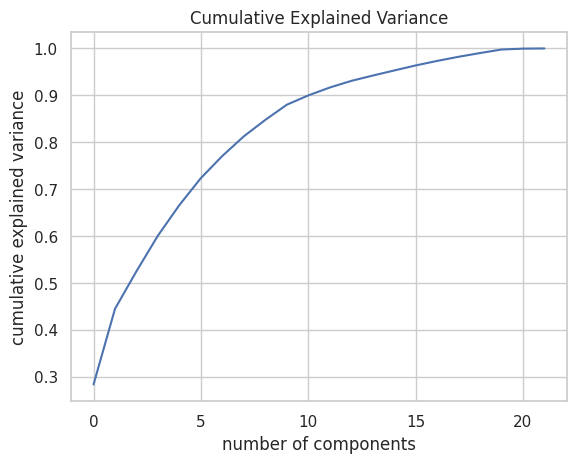 Cumulative Explained Variance
cumulative explained variance
1.0
0.9
0.8
0.7
0.6
0.5
0.4
0.3
0 5 10 15 20
number of components